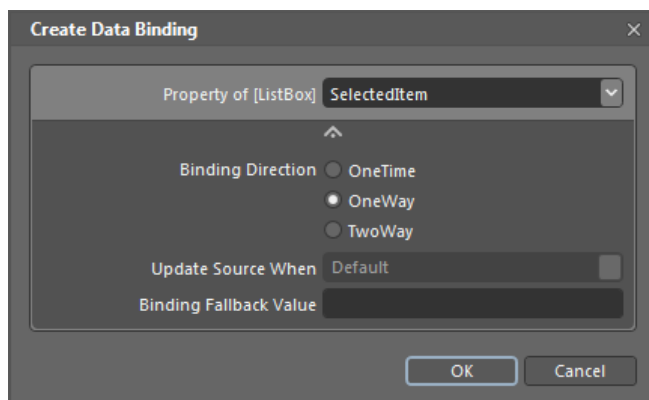 Create Data Binding
Property of [ListBox] SelectedItem
Binding Direction OneTime
OneWay
TwoWay
Update Source When Default
Binding Fallback Value
OK Cancel